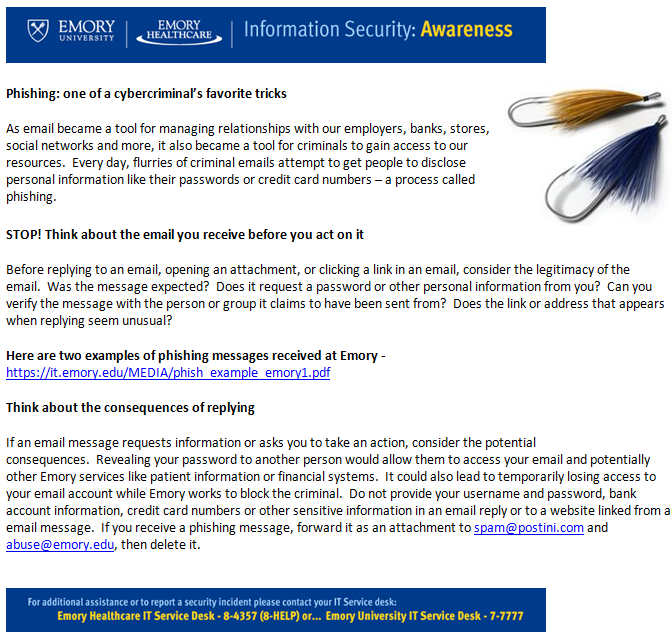 EMORY UNIVERSITY EMORY HEALTHCARE Information Security: Awareness
Phishing: one of a cybercriminal's favorite tricks
As email became a tool for managing relationships with our employers, banks, stores,
social networks and more, it also became a tool for criminals to gain access to our
resources.  Every day, flurries of criminal emails attempt to get people to disclose
personal information like their passwords or credit card numbers – a process called
phishing.
STOP! Think about the email you receive before you act on it
Before replying to an email, opening an attachment, or clicking a link in an email, consider the legitimacy of the
email.  Was the message expected?  Does it request a password or other personal information from you?  Can you
verify the message with the person or group it claims to have been sent from?  Does the link or address that appears
when replying seem unusual?
Here are two examples of phishing messages received at Emory -
https://it.emory.edu/MEDIA/phish_example_emory1.pdf
Think about the consequences of replying
If an email message requests information or asks you to take an action, consider the potential
consequences.  Revealing your password to another person would allow them to access your email and potentially
other Emory services like patient information or financial systems.  It could also lead to temporarily losing access to
your email account while Emory works to block the criminal.  Do not provide your username and password, bank
account information, credit card numbers or other sensitive information in an email reply or to a website linked from a
email message.  If you receive a phishing message, forward it as an attachment to spam@postini.com and
abuse@emory.edu, then delete it.
For additional assistance or to report a security incident please contact your IT Service desk:
Emory Healthcare IT Service Desk - 8-4357 (8-HELP) or... Emory University IT Service Desk - 7-7777